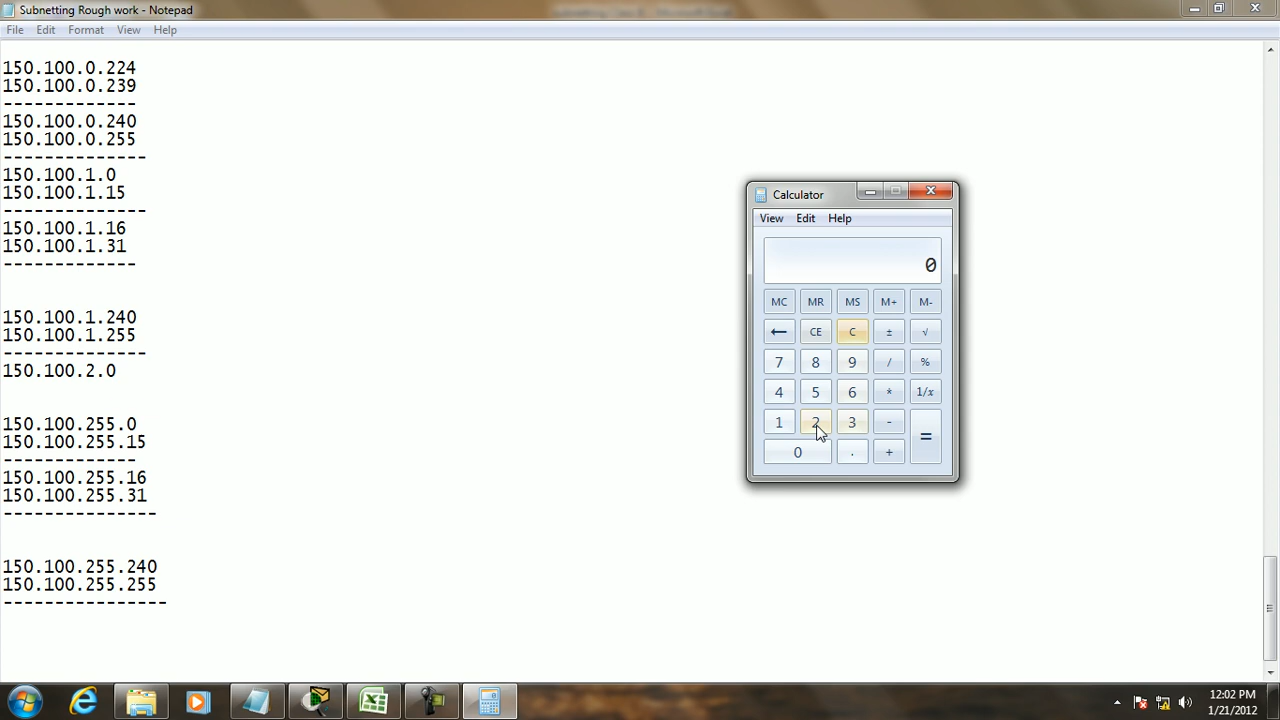 Subnetting Rough work - Notepad
File Edit Format View Help
150.100.0.224
150.100.0.239
-------------
150.100.0.240
150.100.0.255
--------------
150.100.1.0
150.100.1.15
--------------
150.100.1.16
150.100.1.31
-------------
150.100.1.240
150.100.1.255
--------------
150.100.2.0
150.100.255.0
150.100.255.15
-------------
150.100.255.16
150.100.255.31
---------------
150.100.255.240
150.100.255.255
----------------
Calculator
View Edit Help
0
MC MR MS M+ M-
← CE C ± √
7 8 9 / %
4 5 6 * 1/x
1 2 3 - =
0 . +
12:02 PM
1/21/2012